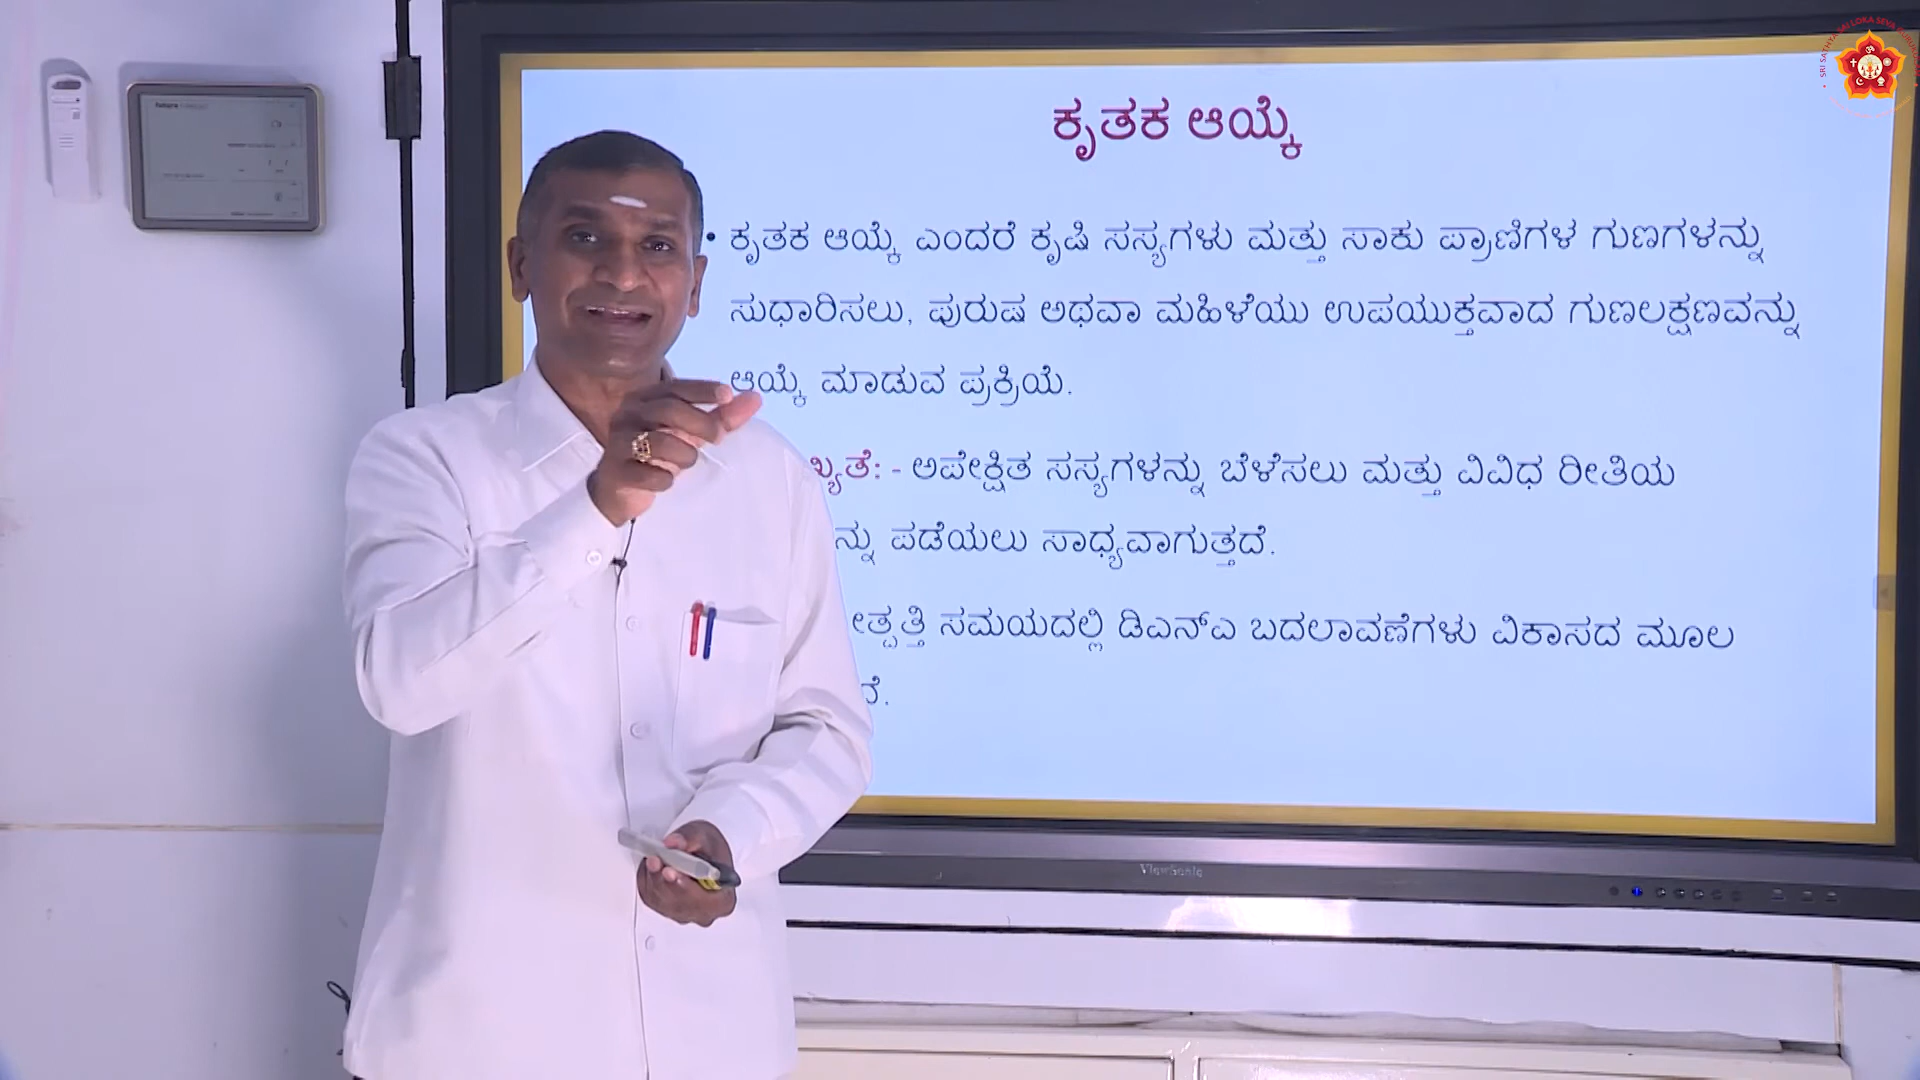 ಕೃತಕ ಆಯ್ಕೆ
• ಕೃತಕ ಆಯ್ಕೆ ಎಂದರೆ ಕೃಷಿ ಸಸ್ಯಗಳು ಮತ್ತು ಸಾಕು ಪ್ರಾಣಿಗಳ ಗುಣಗಳನ್ನು
ಸುಧಾರಿಸಲು, ಪುರುಷ ಅಥವಾ ಮಹಿಳೆಯು ಉಪಯುಕ್ತವಾದ ಗುಣಲಕ್ಷಣವನ್ನು
ಆಯ್ಕೆ ಮಾಡುವ ಪ್ರಕ್ರಿಯೆ.
ಖ್ಯತೆ: - ಅಪೇಕ್ಷಿತ ಸಸ್ಯಗಳನ್ನು ಬೆಳೆಸಲು ಮತ್ತು ವಿವಿಧ ರೀತಿಯ
ನ್ನು ಪಡೆಯಲು ಸಾಧ್ಯವಾಗುತ್ತದೆ.
ತ್ಪತ್ತಿ ಸಮಯದಲ್ಲಿ ಡಿಎನ್ಎ ಬದಲಾವಣೆಗಳು ವಿಕಾಸದ ಮೂಲ
ViewSonic